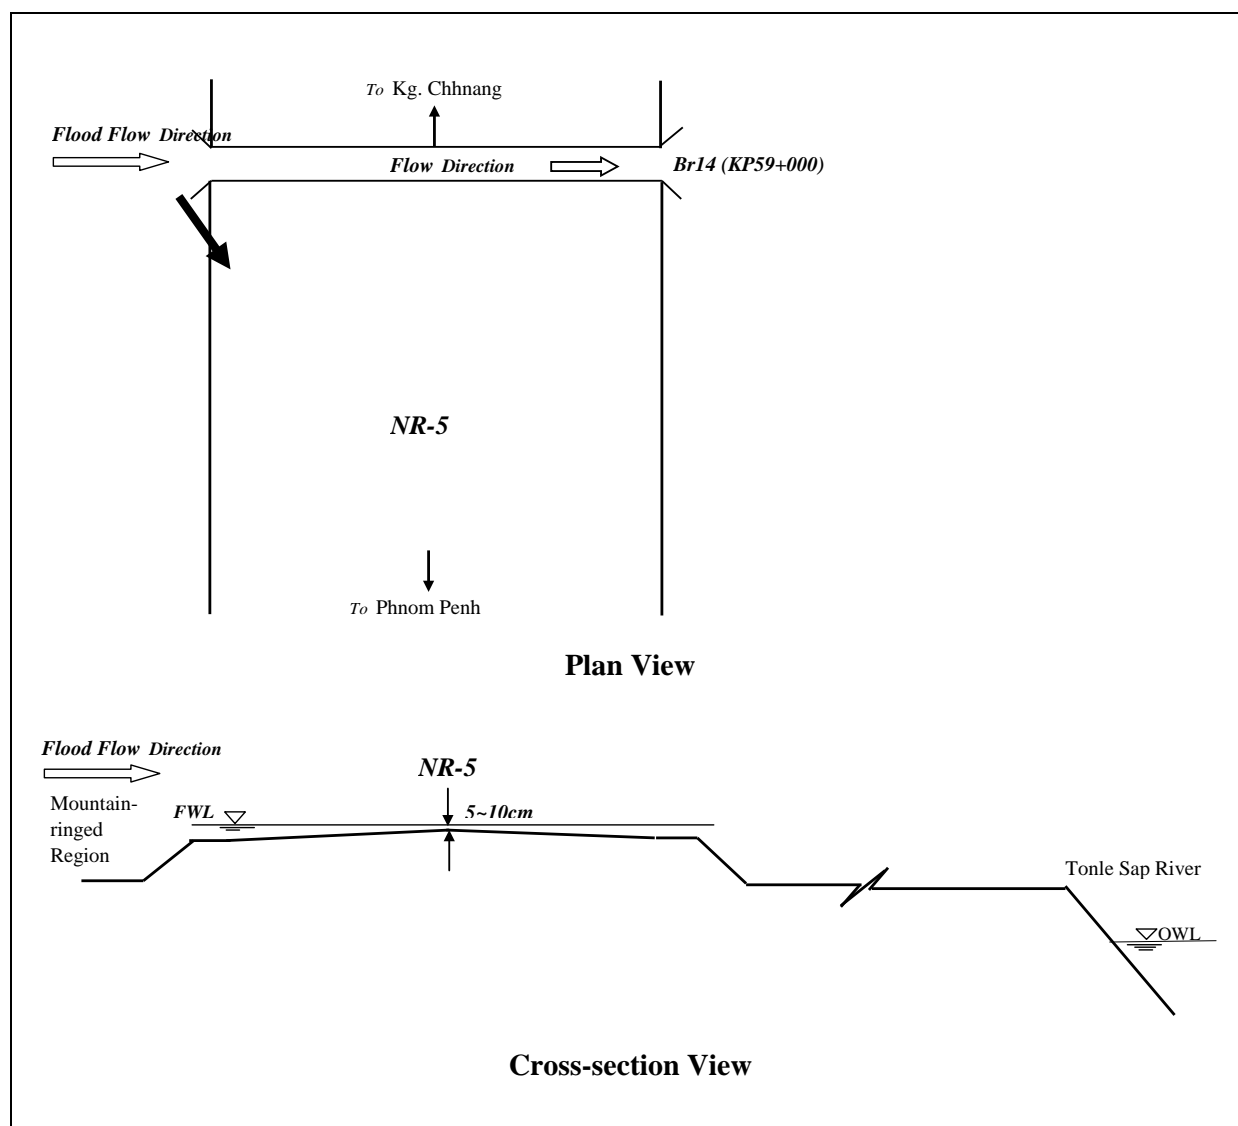 To Kg. Chhnang
Flood Flow Direction
Flow Direction
Br14 (KP59+000)
NR-5
To Phnom Penh
Plan View
Flood Flow Direction
NR-5
Mountain-
ringed
Region
FWL
5~10cm
Tonle Sap River
OWL
Cross-section View